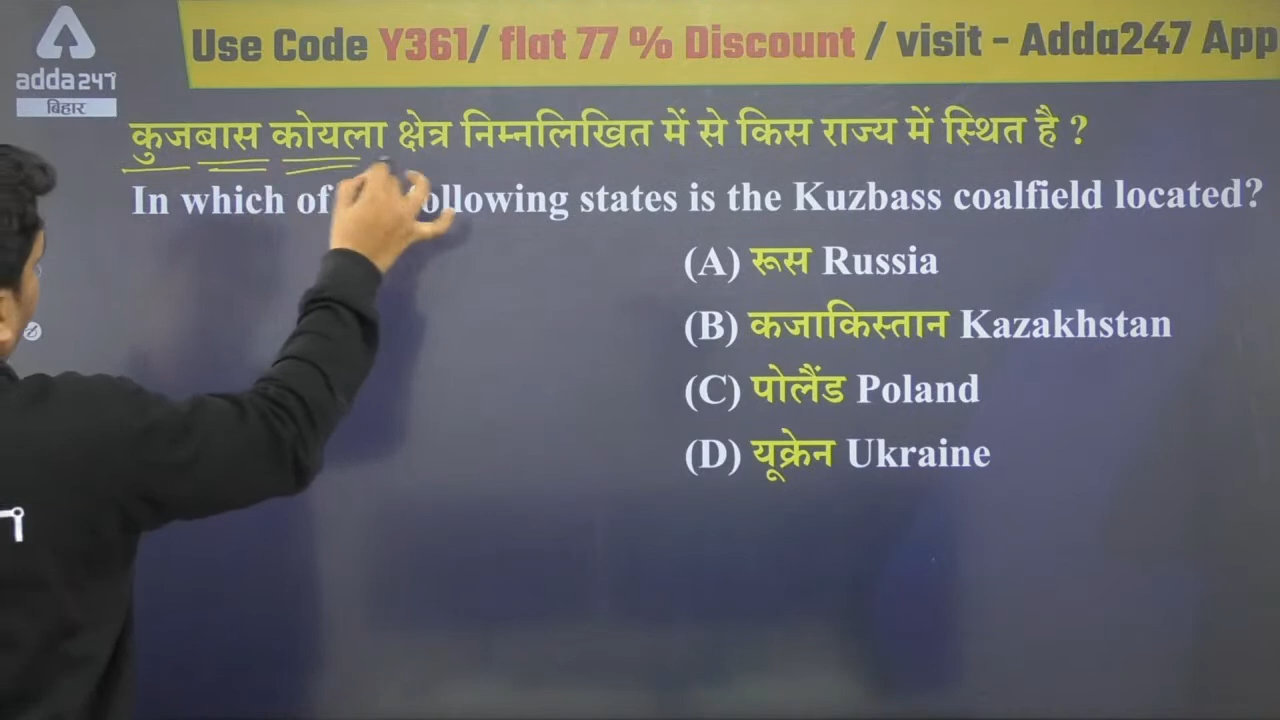 Use Code Y361/ flat 77 % Discount / visit - Adda247 App
adda247
बिहार
कुजबास कोयला क्षेत्र निम्नलिखित में से किस राज्य में स्थित है ?
In which of following states is the Kuzbass coalfield located?
(A) रूस Russia
(B) कजाकिस्तान Kazakhstan
(C) पोलैंड Poland
(D) यूक्रेन Ukraine